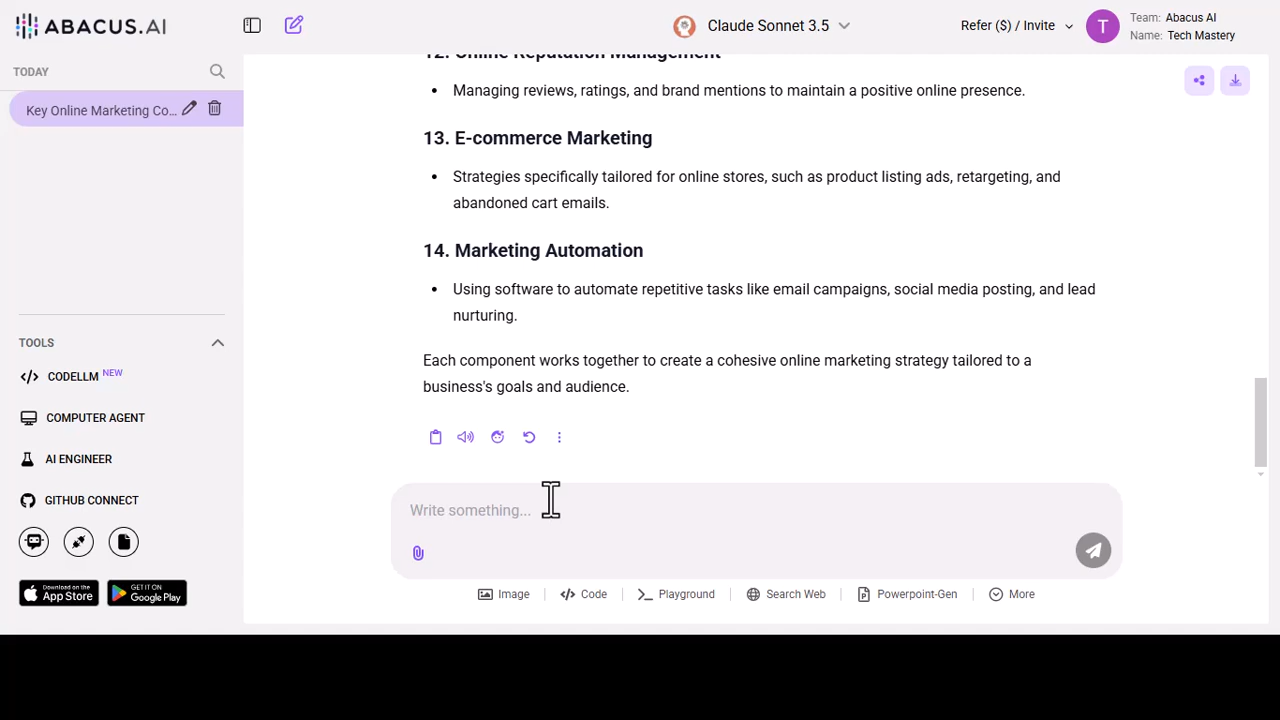 ABACUS.AI
Claude Sonnet 3.5
Refer ($) / Invite
Team: Abacus AI
Name: Tech Mastery
T
TODAY
Key Online Marketing Co...
12. Online Reputation Management
• Managing reviews, ratings, and brand mentions to maintain a positive online presence.
13. E-commerce Marketing
• Strategies specifically tailored for online stores, such as product listing ads, retargeting, and
abandoned cart emails.
14. Marketing Automation
• Using software to automate repetitive tasks like email campaigns, social media posting, and lead
nurturing.
Each component works together to create a cohesive online marketing strategy tailored to a
business's goals and audience.
TOOLS
CODELLM NEW
COMPUTER AGENT
AI ENGINEER
GITHUB CONNECT
Download on the
App Store
GET IT ON
Google Play
Write something...
Image
Code
Playground
Search Web
Powerpoint-Gen
More